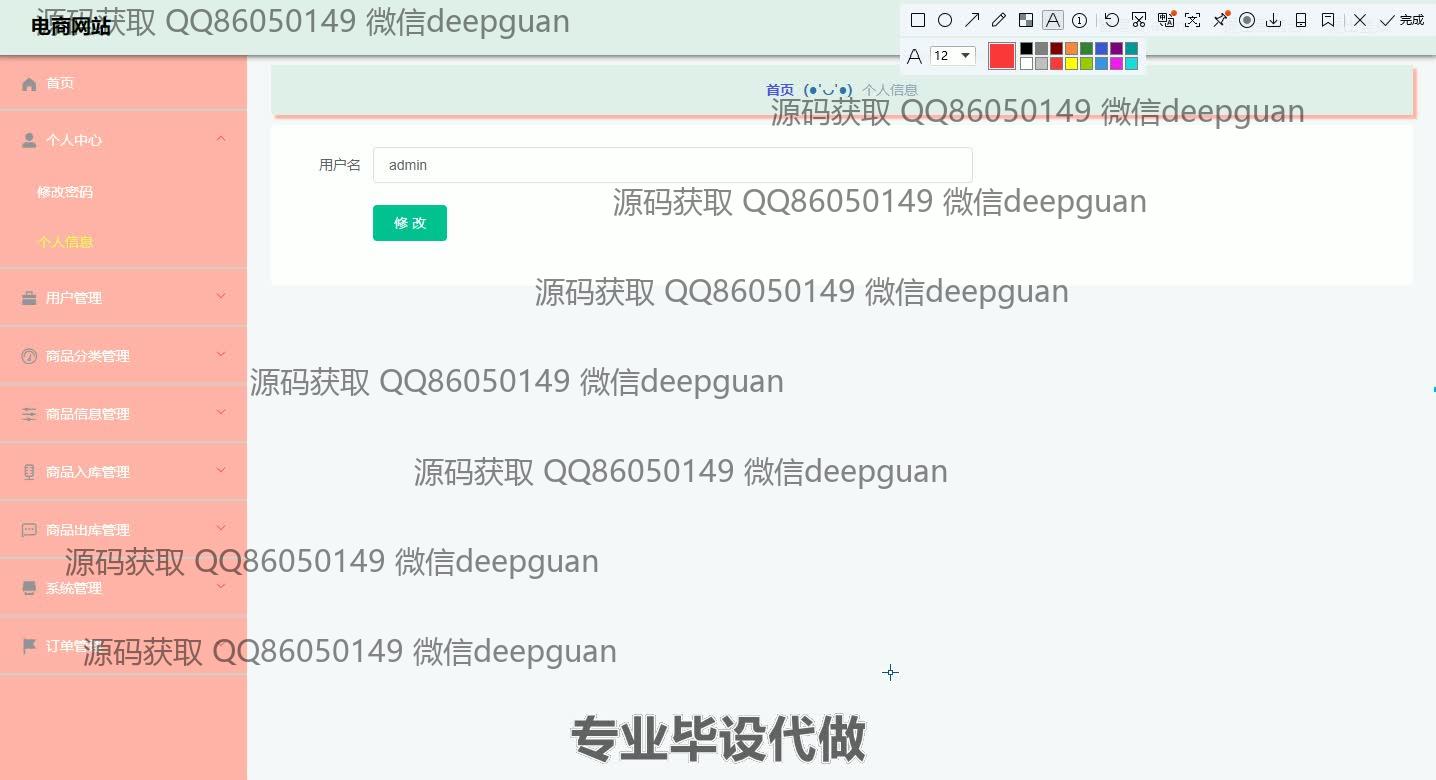 电商网站
源码获取 QQ86050149 微信deepguan
完成
12
首页
首页 (●'◡'●) 个人信息
源码获取 QQ86050149 微信deepguan
个人中心
用户名 admin
修改密码
源码获取 QQ86050149 微信deepguan
修 改
个人信息
源码获取 QQ86050149 微信deepguan
用户管理
商品分类管理
源码获取 QQ86050149 微信deepguan
商品信息管理
商品入库管理
源码获取 QQ86050149 微信deepguan
商品出库管理
源码获取 QQ86050149 微信deepguan
系统管理
订单管理
源码获取 QQ86050149 微信deepguan
专业毕设代做